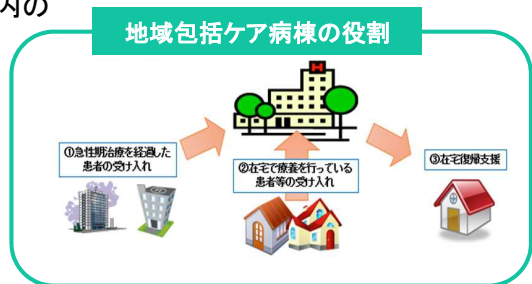 内の
地域包括ケア病棟の役割
H
①急性期治療を経過した
患者の受け入れ
②在宅で療養を行っている
患者等の受け入れ
③在宅復帰支援